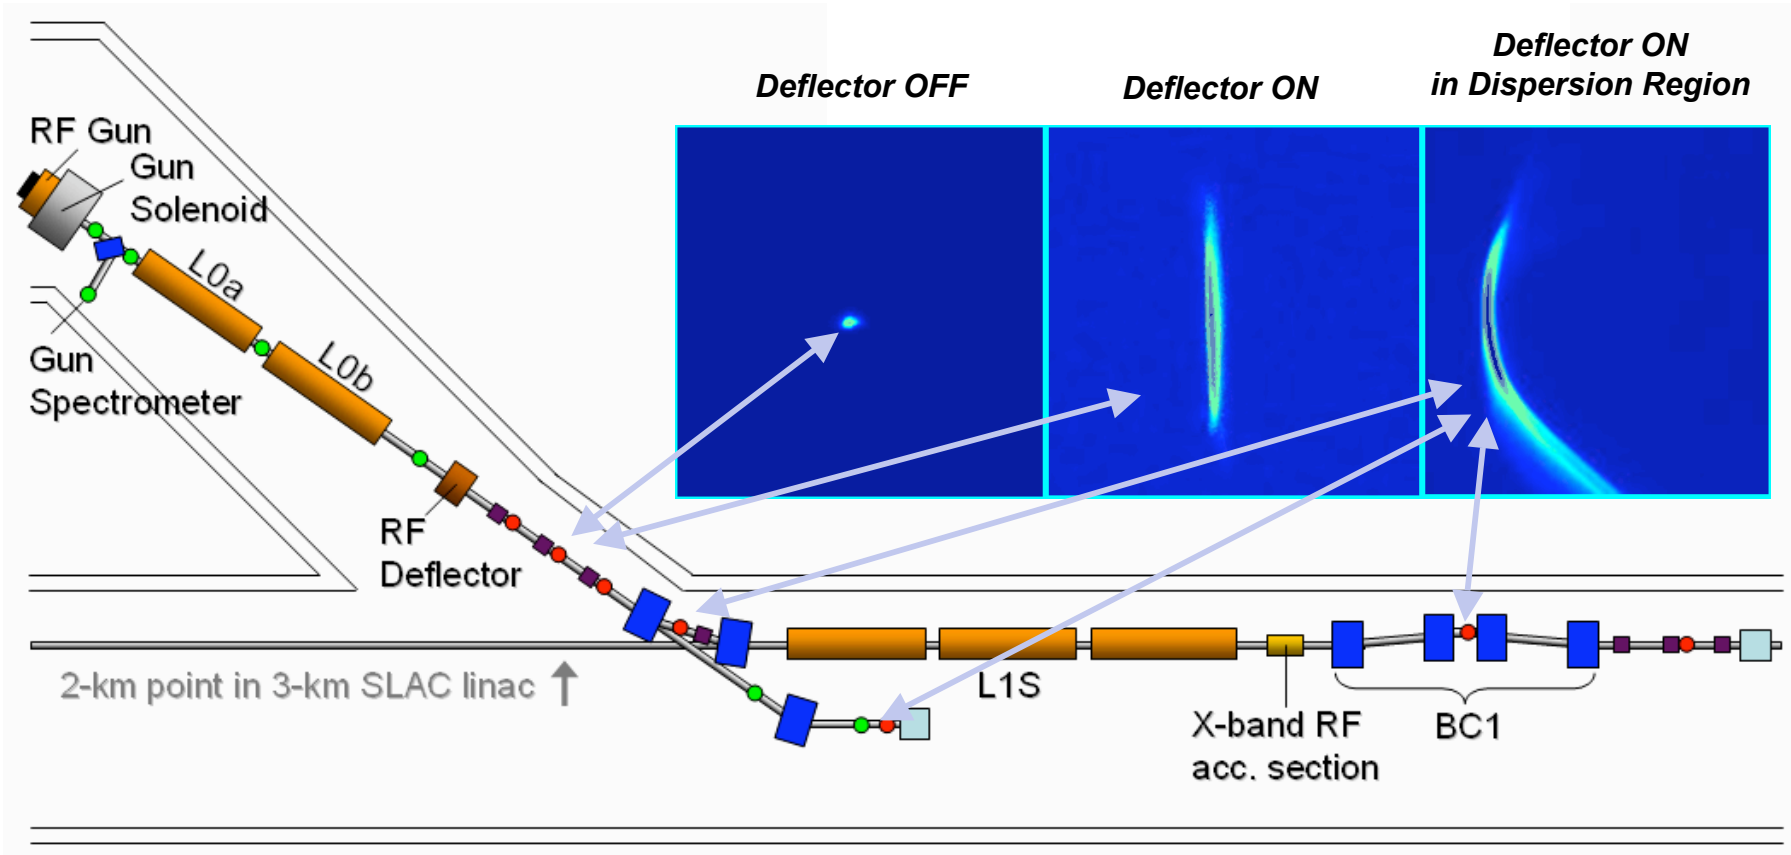 Deflector OFF
Deflector ON
Deflector ON
in Dispersion Region
RF Gun
Gun
Solenoid
L0a
L0b
Gun
Spectrometer
RF
Deflector
2-km point in 3-km SLAC linac
L1S
X-band RF
acc. section
BC1